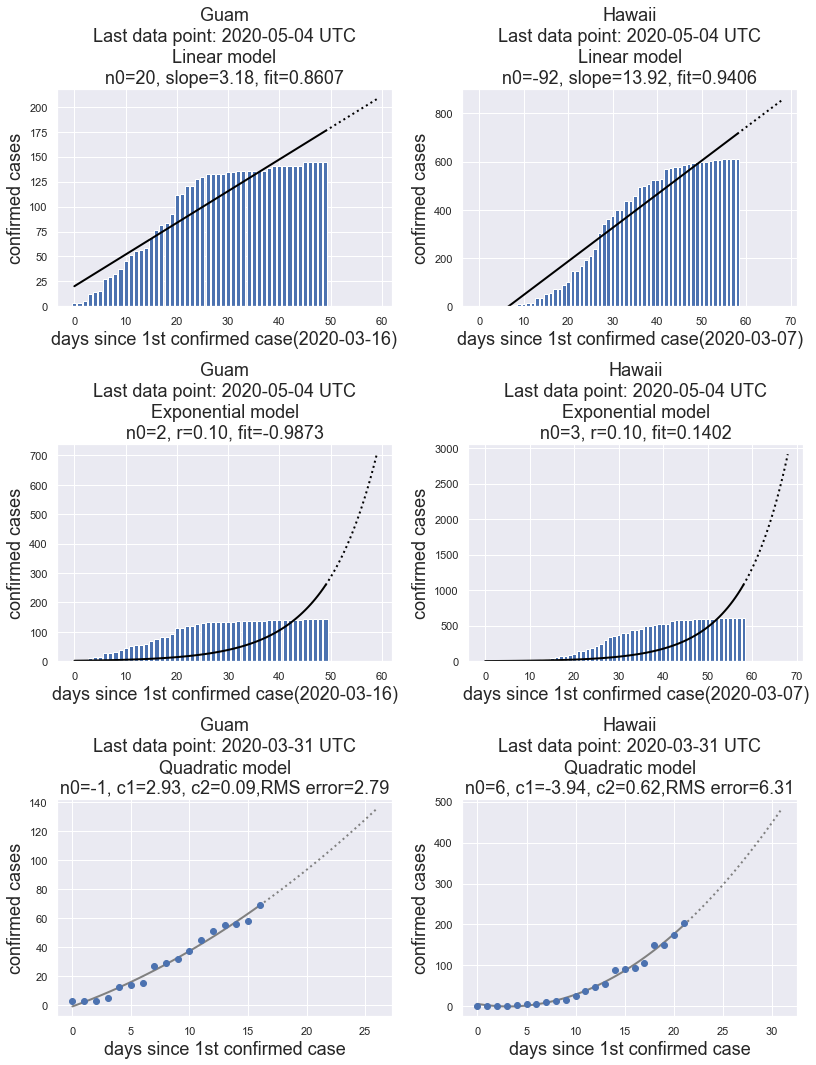 Guam
Last data point: 2020-05-04 UTC
Linear model
n0=20, slope=3.18, fit=0.8607
200
175
150
125
100
75
50
25
0
confirmed cases
0 10 20 30 40 50 60
days since 1st confirmed case(2020-03-16)
Hawaii
Last data point: 2020-05-04 UTC
Linear model
n0=-92, slope=13.92, fit=0.9406
800
600
400
200
0
confirmed cases
0 10 20 30 40 50 60 70
days since 1st confirmed case(2020-03-07)
Guam
Last data point: 2020-05-04 UTC
Exponential model
n0=2, r=0.10, fit=-0.9873
700
600
500
400
300
200
100
0
confirmed cases
0 10 20 30 40 50 60
days since 1st confirmed case(2020-03-16)
Hawaii
Last data point: 2020-05-04 UTC
Exponential model
n0=3, r=0.10, fit=0.1402
3000
2500
2000
1500
1000
500
0
confirmed cases
0 10 20 30 40 50 60 70
days since 1st confirmed case(2020-03-07)
Guam
Last data point: 2020-03-31 UTC
Quadratic model
n0=-1, c1=2.93, c2=0.09,RMS error=2.79
140
120
100
80
60
40
20
0
confirmed cases
0 5 10 15 20 25
days since 1st confirmed case
Hawaii
Last data point: 2020-03-31 UTC
Quadratic model
n0=6, c1=-3.94, c2=0.62,RMS error=6.31
500
400
300
200
100
0
confirmed cases
0 5 10 15 20 25 30
days since 1st confirmed case